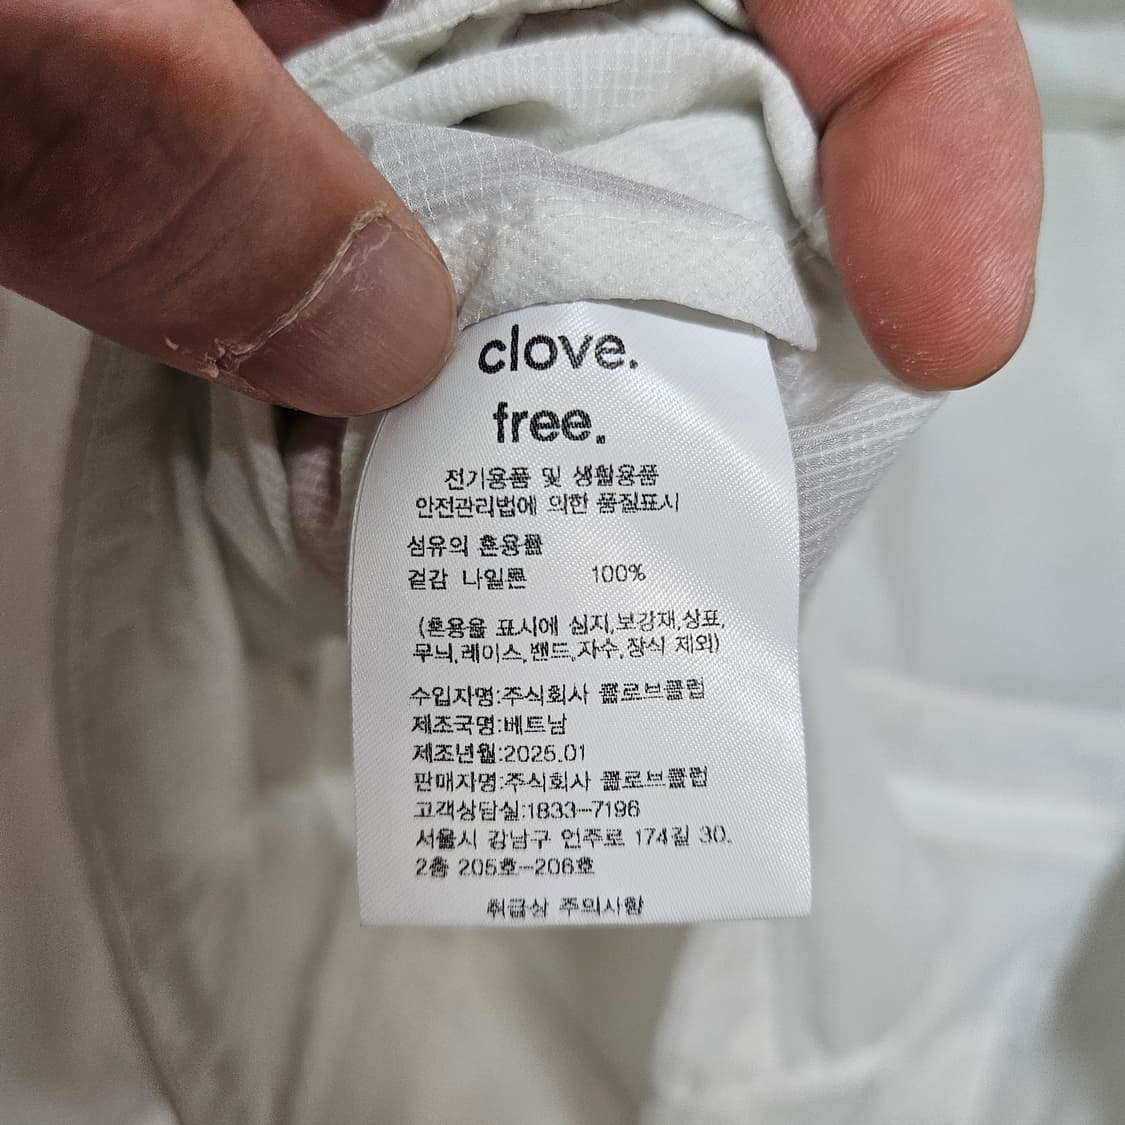 clove.
free.
전기용품 및 생활용품
안전관리법에 의한 품질표시
섬유의 혼용률
겉감 나일론 100%
(혼용율 표시에 심지,보강재,상표,
무늬,레이스,밴드,자수,장식 제외)
수입자명:주식회사 클로브클럽
제조국명:베트남
제조년월:2025.01
판매자명:주식회사 클로브클럽
고객상담실:1833-7196
서울시 강남구 언주로 174길 30.
2층 205호-206호
취급상 주의사항